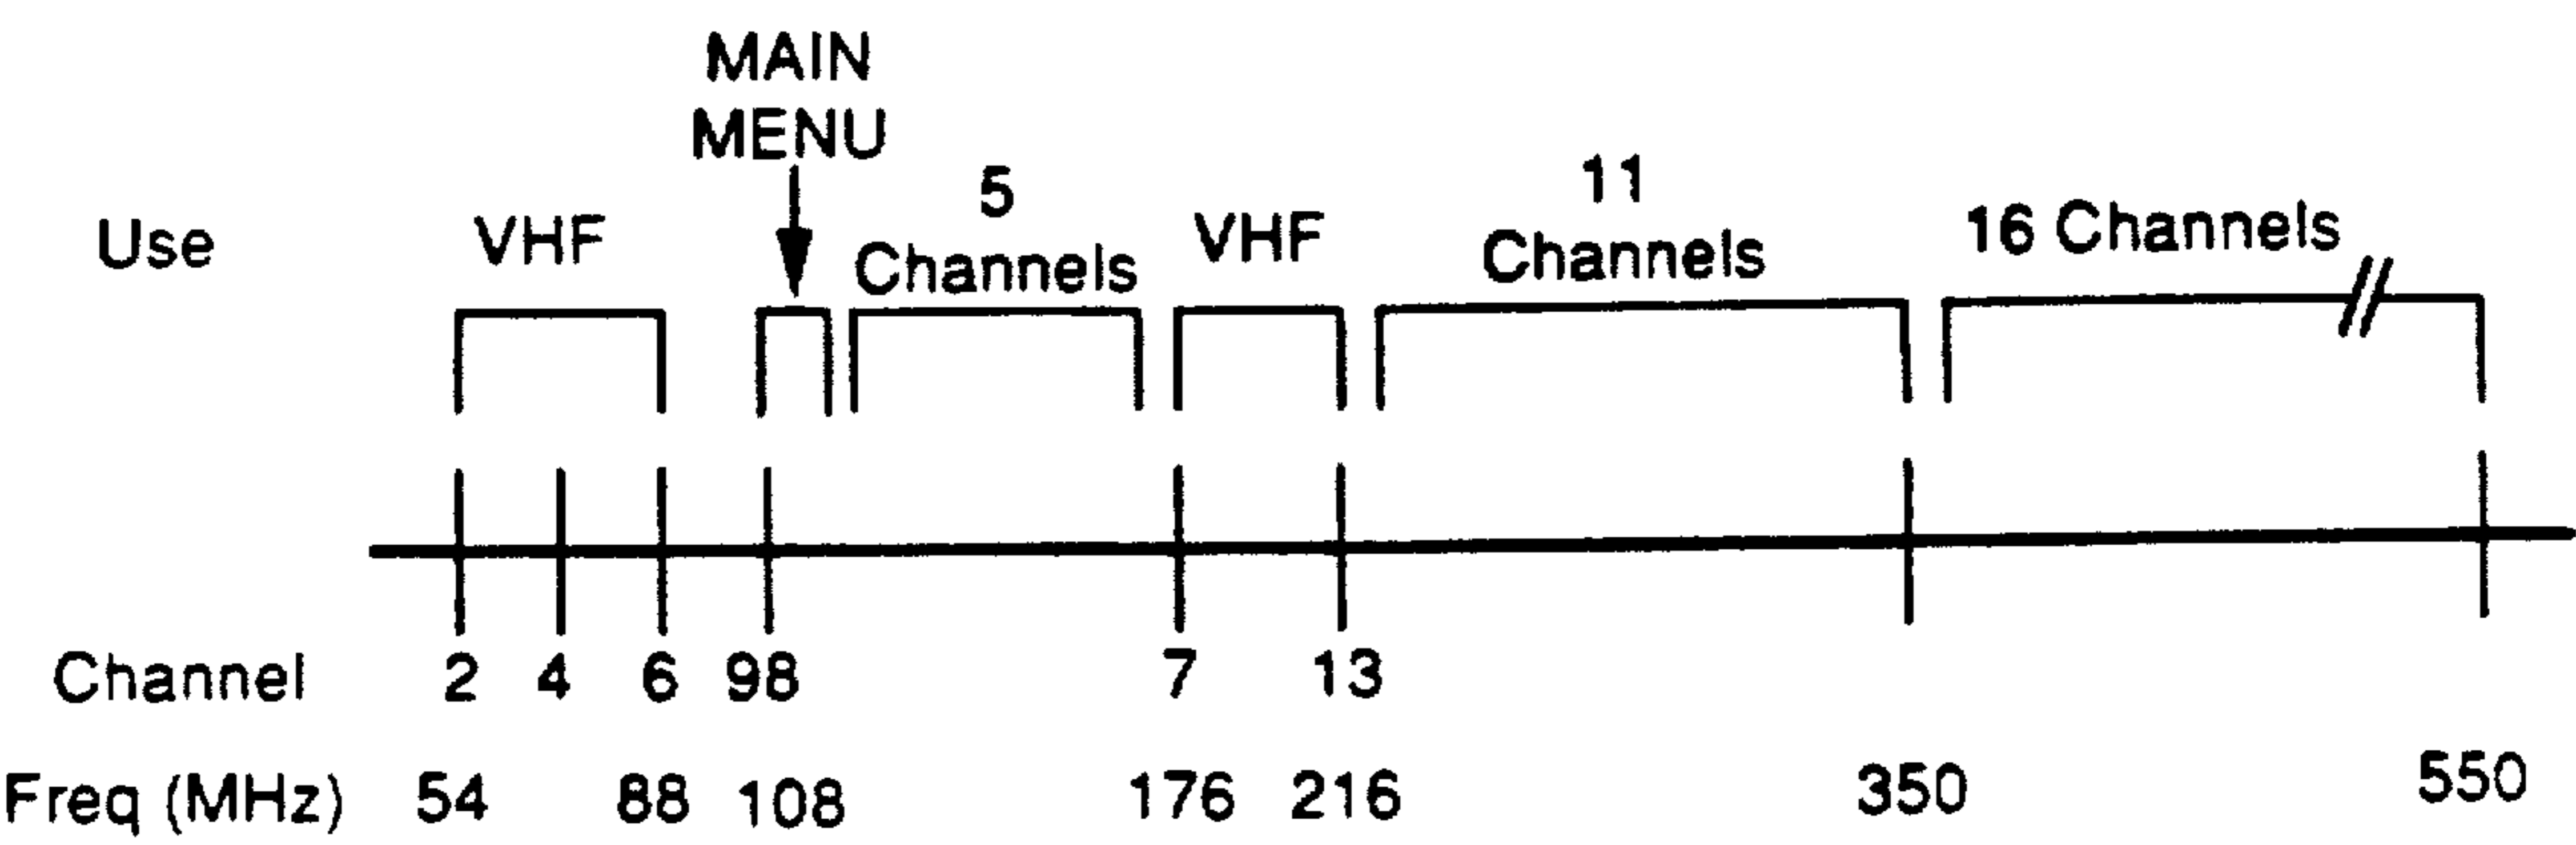 MAIN
MENU
5
11
Use VHF Channels VHF Channels 16 Channels
Channel 2 4 6 98 7 13
Freq (MHz) 54 88 108 176 216 350 550